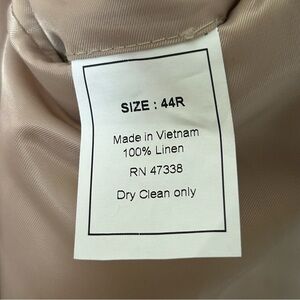 SIZE : 44R
Made in Vietnam
100% Linen
RN 47338
Dry Clean only